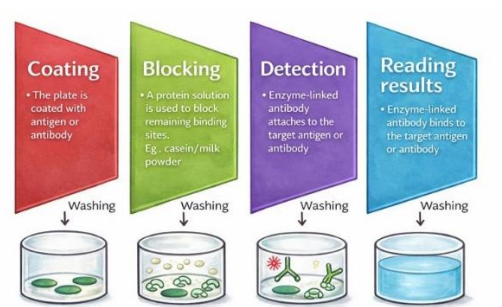 Coating
• The plate is
coated with
antigen or
antibody
Washing
Blocking
• A protein solution
is used to block
remaining binding
sites.
Eg. casein/milk
powder
Washing
Detection
• Enzyme-linked
antibody
attaches to the
target antigen or
antibody
Washing
Reading
results
• Enzyme-linked
antibody binds to
the target antigen
or antibody
Washing